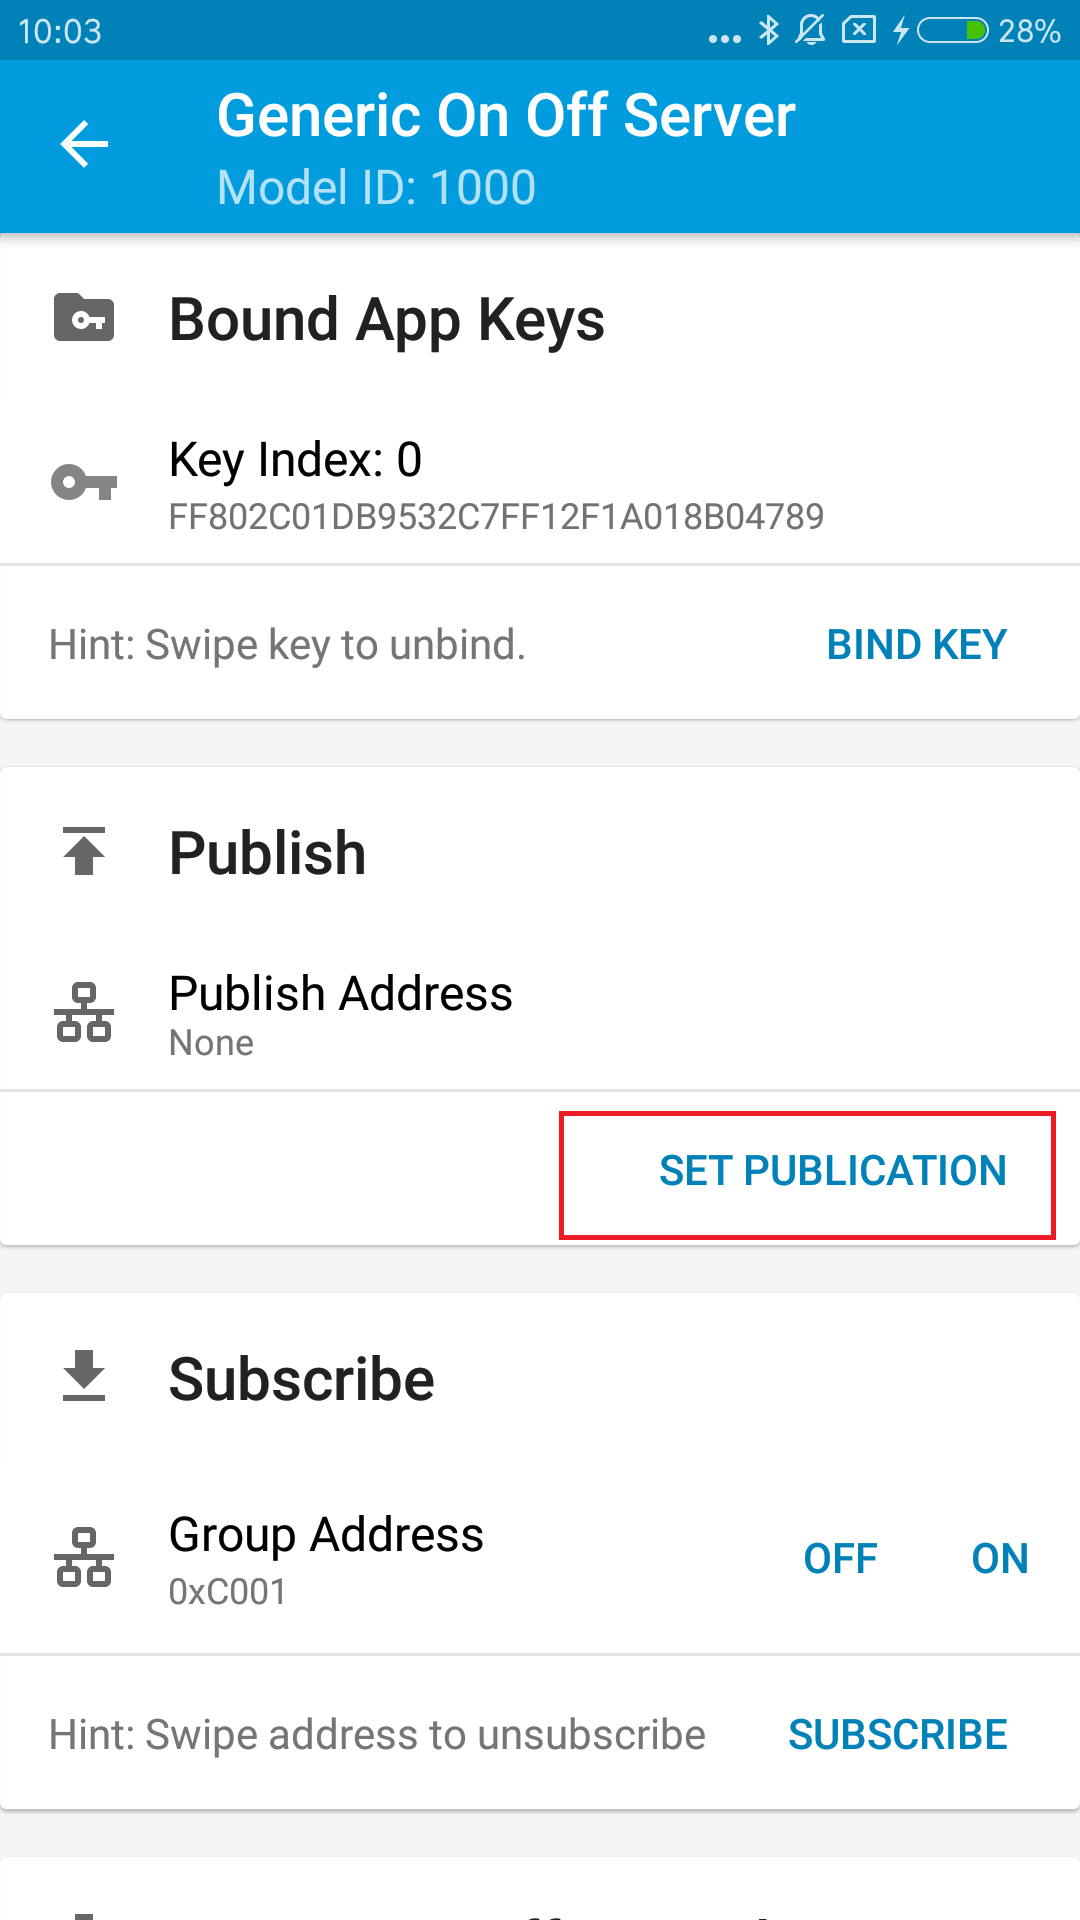 10:03
28%
Generic On Off Server
Model ID: 1000
Bound App Keys
Key Index: 0
FF802C01DB9532C7FF12F1A018B04789
Hint: Swipe key to unbind.
BIND KEY
Publish
Publish Address
None
SET PUBLICATION
Subscribe
Group Address
0xC001
OFF
ON
Hint: Swipe address to unsubscribe
SUBSCRIBE